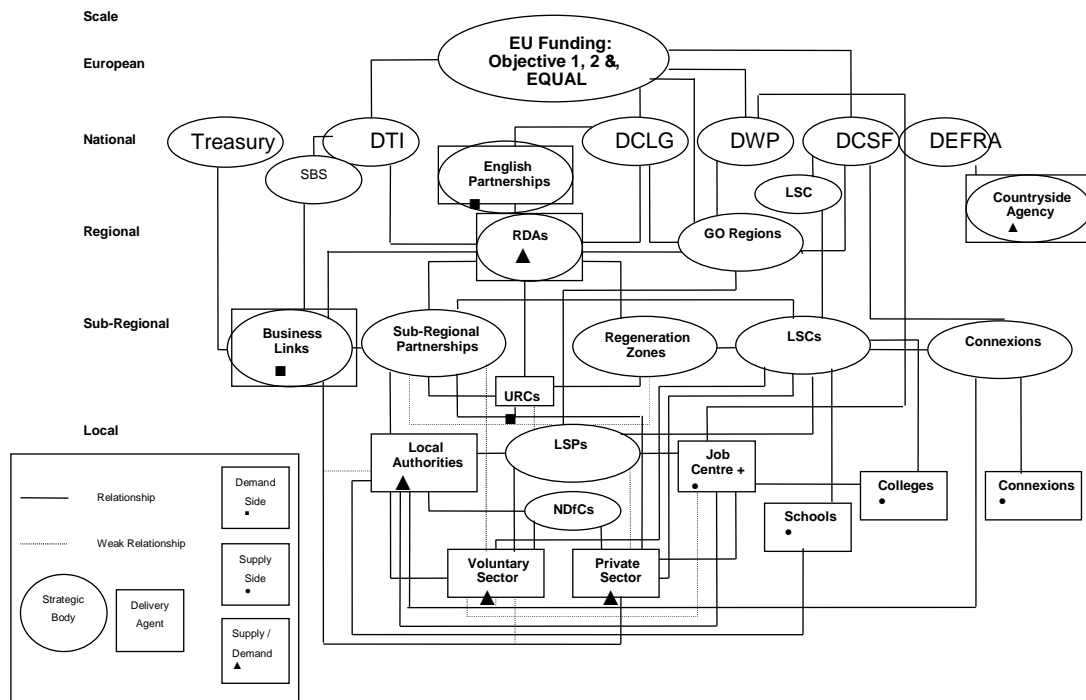 Scale
European
EU Funding:
Objective 1, 2 &,
EQUAL
National
Treasury
DTI
DCLG
DWP
DCSF
DEFRA
SBS
English
Partnerships
LSC
Countryside
Agency
Regional
RDAs
GO Regions
Sub-Regional
Business
Links
Sub-Regional
Partnerships
Regeneration
Zones
LSCs
Connexions
URCs
Local
Local
Authorities
LSPs
Job
Centre +
Colleges
Connexions
NDfCs
Schools
Voluntary
Sector
Private
Sector
Relationship
Weak Relationship
Strategic
Body
Delivery
Agent
Demand
Side
Supply
Side
Supply /
Demand